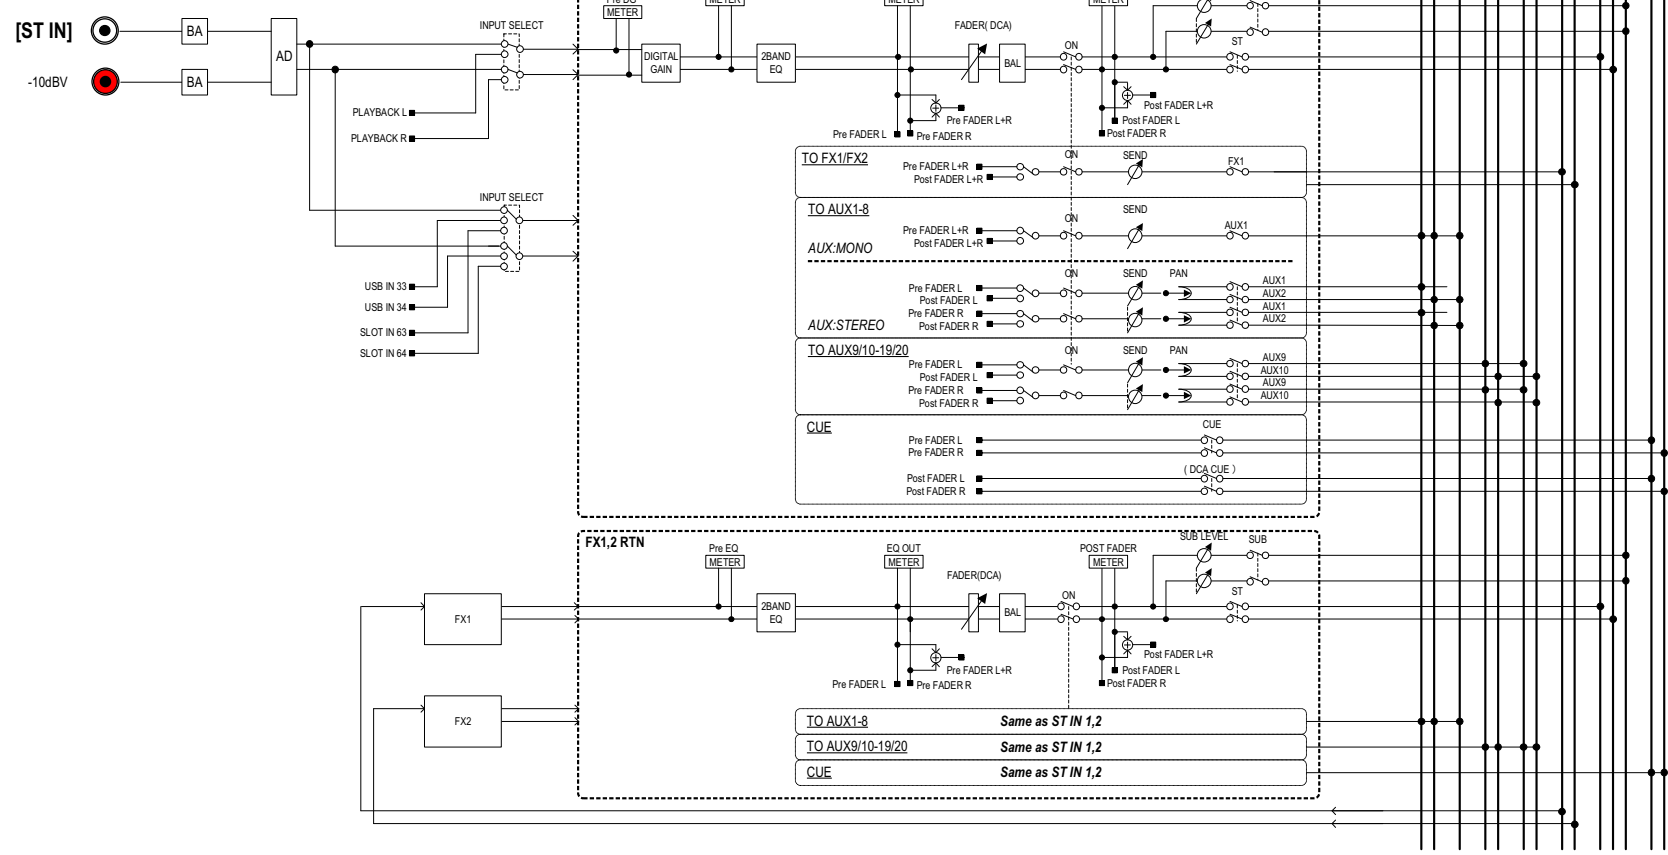 Pre DG
METER
METER
METER
METER
[ST IN]
BA
AD
INPUT SELECT
-10dBV
BA
PLAYBACK L
PLAYBACK R
DIGITAL
GAIN
2BAND
EQ
FADER( DCA)
BAL
ON
ST
Pre FADER L+R
Pre FADER L
Pre FADER R
Post FADER L+R
Post FADER L
Post FADER R
TO FX1/FX2
Pre FADER L+R
Post FADER L+R
ON
SEND
FX1
INPUT SELECT
USB IN 33
USB IN 34
SLOT IN 63
SLOT IN 64
TO AUX1-8
Pre FADER L+R
Post FADER L+R
ON
SEND
AUX1
AUX:MONO
ON
SEND
PAN
Pre FADER L
Post FADER L
Pre FADER R
Post FADER R
AUX1
AUX2
AUX1
AUX2
AUX:STEREO
TO AUX9/10-19/20
ON
SEND
PAN
Pre FADER L
Post FADER L
Pre FADER R
Post FADER R
AUX9
AUX10
AUX9
AUX10
CUE
CUE
Pre FADER L
Pre FADER R
( DCA CUE )
Post FADER L
Post FADER R
FX1,2 RTN
Pre EQ
METER
EQ OUT
METER
POST FADER
METER
SUB LEVEL
SUB
FX1
2BAND
EQ
FADER(DCA)
BAL
ON
ST
Pre FADER L+R
Pre FADER L
Pre FADER R
Post FADER L+R
Post FADER L
Post FADER R
FX2
TO AUX1-8
Same as ST IN 1,2
TO AUX9/10-19/20
Same as ST IN 1,2
CUE
Same as ST IN 1,2